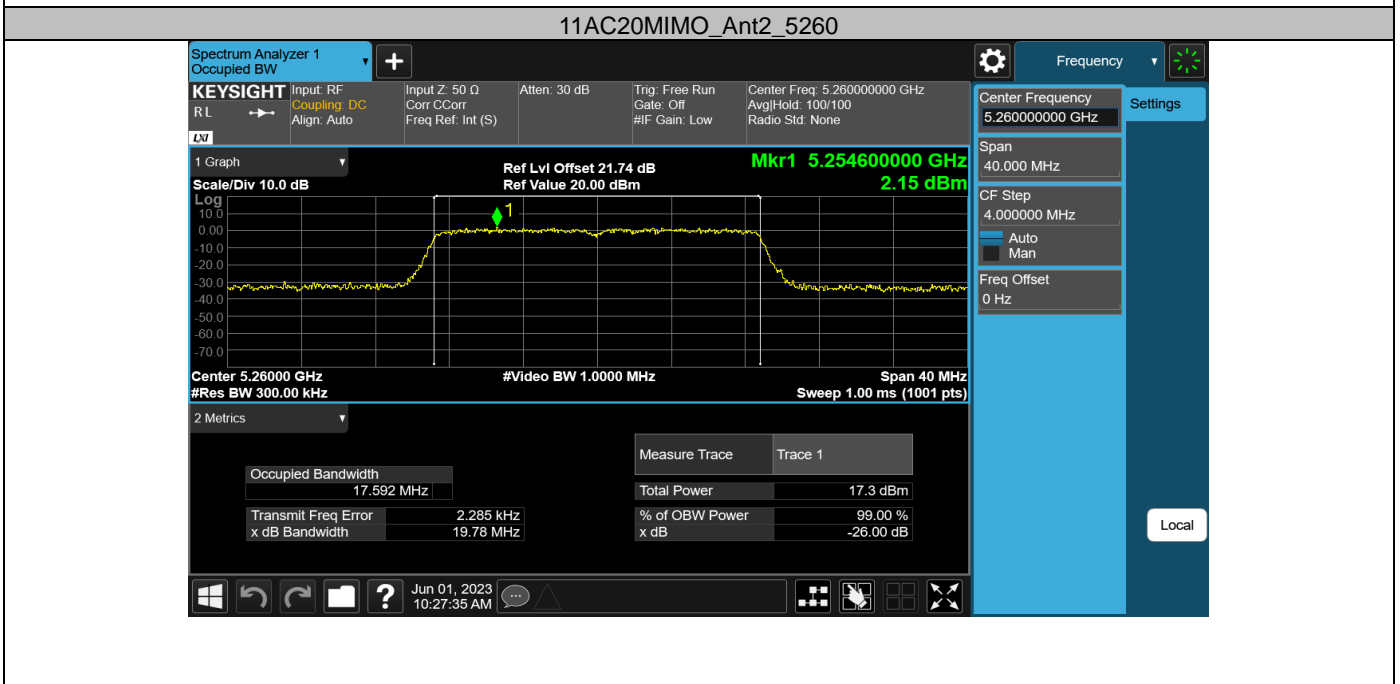 11AC20MIMO_Ant2_5260
Spectrum Analyzer 1
Occupied BW
Frequency
KEYSIGHT
RL
LXI
Input: RF
Coupling: DC
Align: Auto
Input Z: 50 Ω
Corr CCorr
Freq Ref: Int (S)
Atten: 30 dB
Trig: Free Run
Gate: Off
#IF Gain: Low
Center Freq: 5.260000000 GHz
Avg|Hold: 100/100
Radio Std: None
Center Frequency
5.260000000 GHz
Settings
Span
40.000 MHz
CF Step
4.000000 MHz
Auto
Man
Freq Offset
0 Hz
Local
1 Graph
Scale/Div 10.0 dB
Ref Lvl Offset 21.74 dB
Ref Value 20.00 dBm
Mkr1 5.254600000 GHz
2.15 dBm
Log
10.0
0.00
-10.0
-20.0
-30.0
-40.0
-50.0
-60.0
-70.0
1
Center 5.26000 GHz
#Res BW 300.00 kHz
#Video BW 1.0000 MHz
Span 40 MHz
Sweep 1.00 ms (1001 pts)
2 Metrics
Measure Trace Trace 1
Occupied Bandwidth
17.592 MHz
Total Power 17.3 dBm
Transmit Freq Error 2.285 kHz
% of OBW Power 99.00 %
x dB Bandwidth 19.78 MHz
x dB -26.00 dB
?
Jun 01, 2023
10:27:35 AM